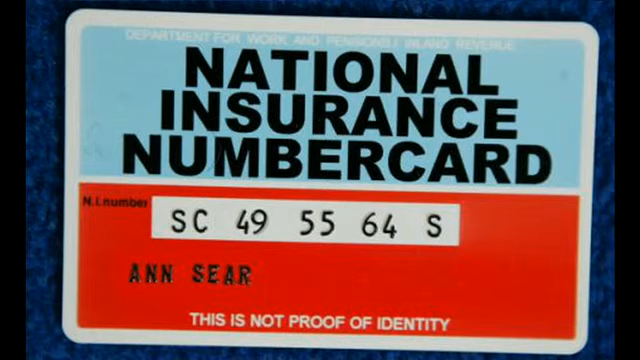 DEPARTMENT FOR WORK AND PENSIONS / INLAND REVENUE
NATIONAL
INSURANCE
NUMBERCARD
N.I.number
SC 49 55 64 S
ANN SEAR
THIS IS NOT PROOF OF IDENTITY